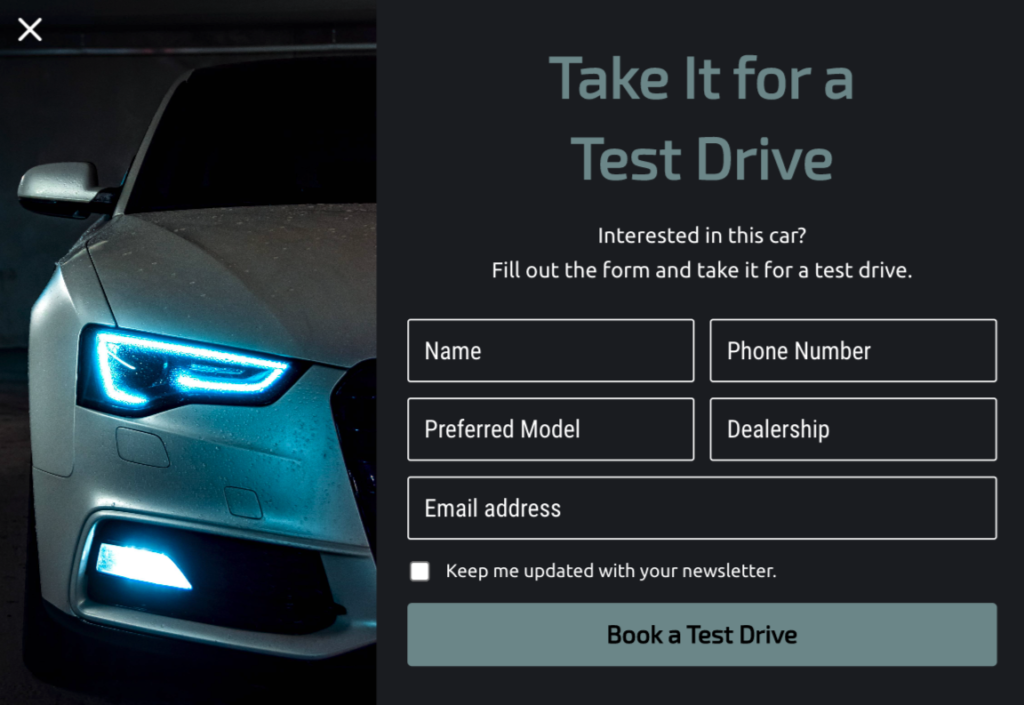 Take It for a
Test Drive
Interested in this car?
Fill out the form and take it for a test drive.
Name
Phone Number
Preferred Model
Dealership
Email address
Keep me updated with your newsletter.
Book a Test Drive